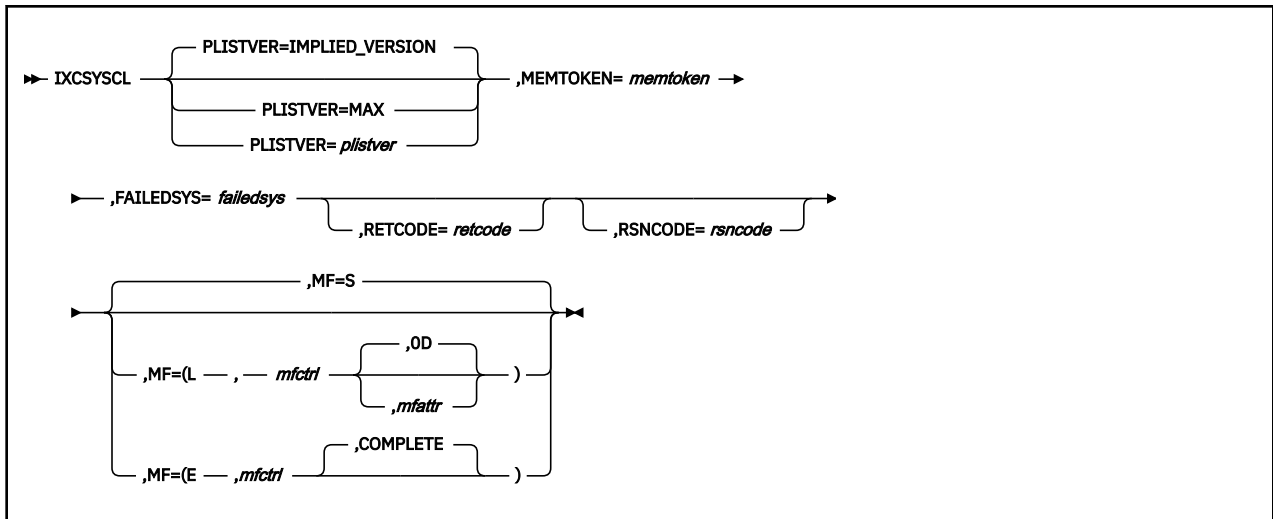 PLISTVER=IMPLIED_VERSION
IXCSYSCL ,MEMTOKEN= memtoken
PLISTVER=MAX
PLISTVER= plistver
,FAILEDSYS= failedsys
,RETCODE= retcode ,RSNCODE= rsncode
,MF=S
,0D
,MF=(L , mfctrl )
,mfattr
,COMPLETE
,MF=(E ,mfctrl )